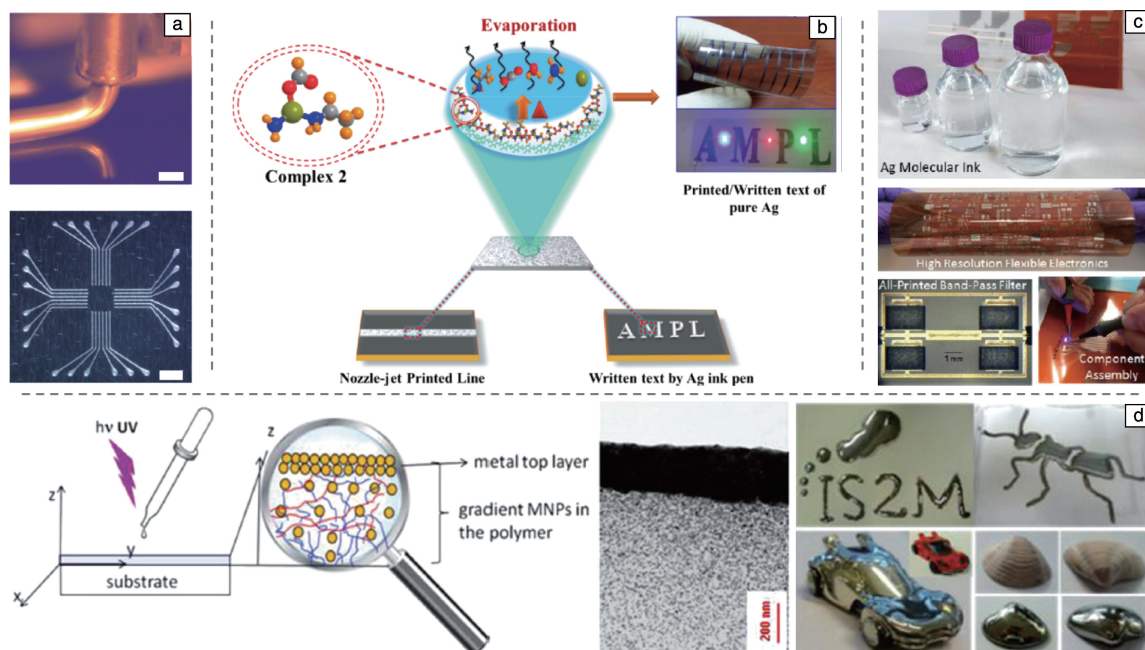 a
Evaporation
b
Complex 2
A M P L
Printed/Written text of
pure Ag
A M P L
Nozzle-jet Printed Line
Written text by Ag ink pen
c
Ag Molecular Ink
High Resolution Flexible Electronics
All-Printed Band-Pass Filter
1 mm
Component
Assembly
hν UV
z
y
x
substrate
z
metal top layer
gradient MNPs in
the polymer
200 nm
d
IS2M